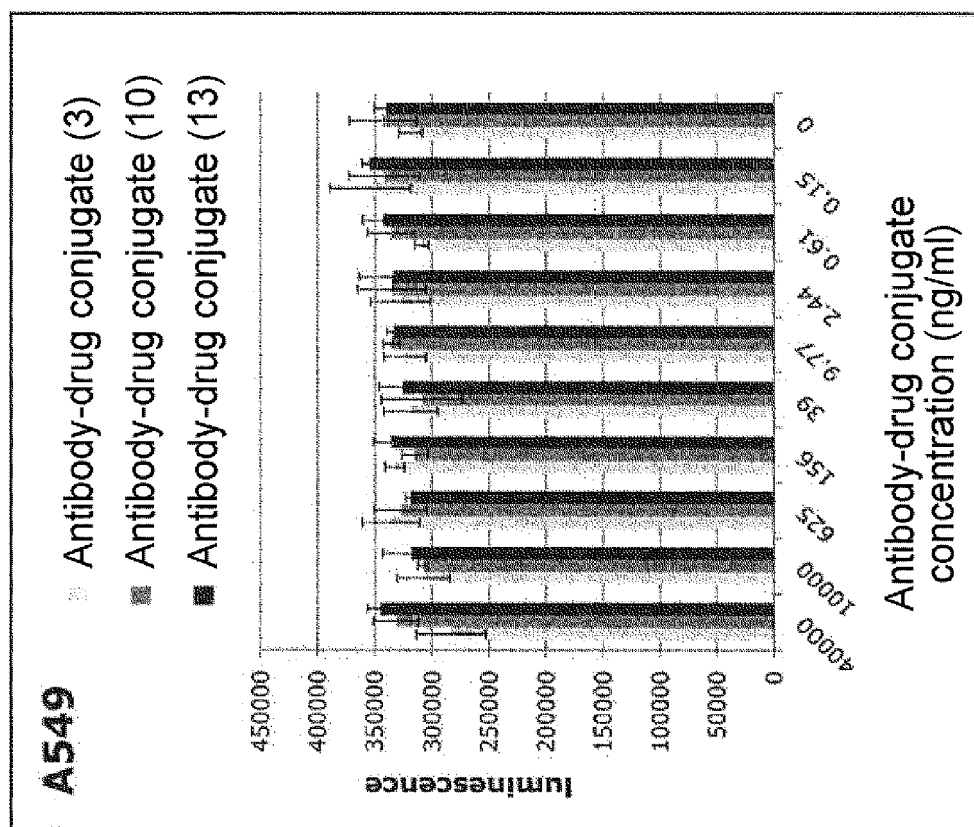 A549
Antibody-drug conjugate (3)
Antibody-drug conjugate (10)
Antibody-drug conjugate (13)
luminescence
450000
400000
350000
300000
250000
200000
150000
100000
50000
0
40000
10000
625
156
39
9,77
2,44
0,61
0,15
0
Antibody-drug conjugate
concentration (ng/ml)